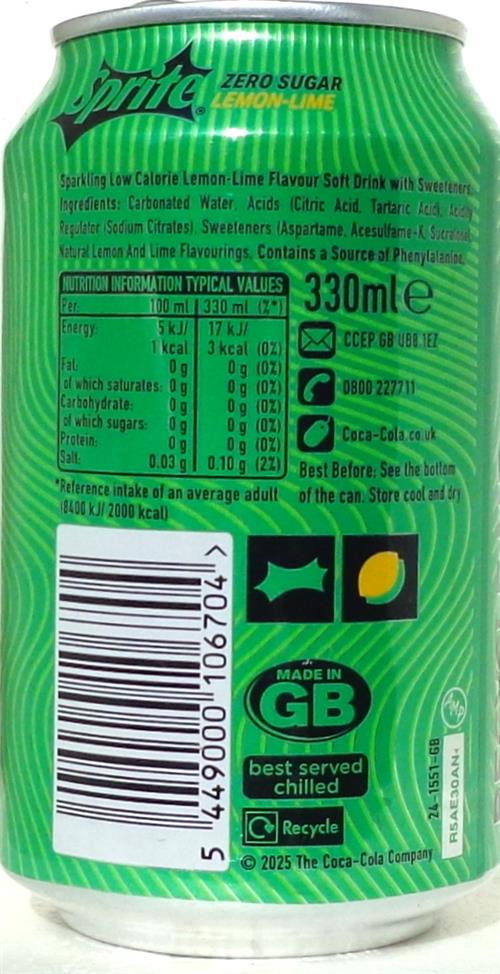 Sprite®
ZERO SUGAR
LEMON-LIME
Sparkling Low Calorie Lemon-Lime Flavour Soft Drink with Sweeteners.
Ingredients: Carbonated Water, Acids (Citric Acid, Tartaric Acid), Acidity
Regulator (Sodium Citrates), Sweeteners (Aspartame, Acesulfame-K, Sucralose),
Natural Lemon And Lime Flavourings. Contains a Source of Phenylalanine.
NUTRITION INFORMATION TYPICAL VALUES
Per: 100 ml 330 ml (%*)
Energy: 5 kJ/ 17 kJ/
1 kcal 3 kcal (0%)
Fat: 0 g 0 g (0%)
of which saturates: 0 g 0 g (0%)
Carbohydrate: 0 g 0 g (0%)
of which sugars: 0 g 0 g (0%)
Protein: 0 g 0 g (0%)
Salt: 0.03 g 0.10 g (2%)
*Reference intake of an average adult
(8400 kJ/ 2000 kcal)
330ml e
CCEP GB UB8 1EZ
0800 227711
Coca-Cola.co.uk
Best Before: See the bottom
of the can. Store cool and dry
5 449000 106704 >
MADE IN
GB
best served
chilled
Recycle
© 2025 The Coca-Cola Company
AMP
24-1551-GB
R5AE30AN